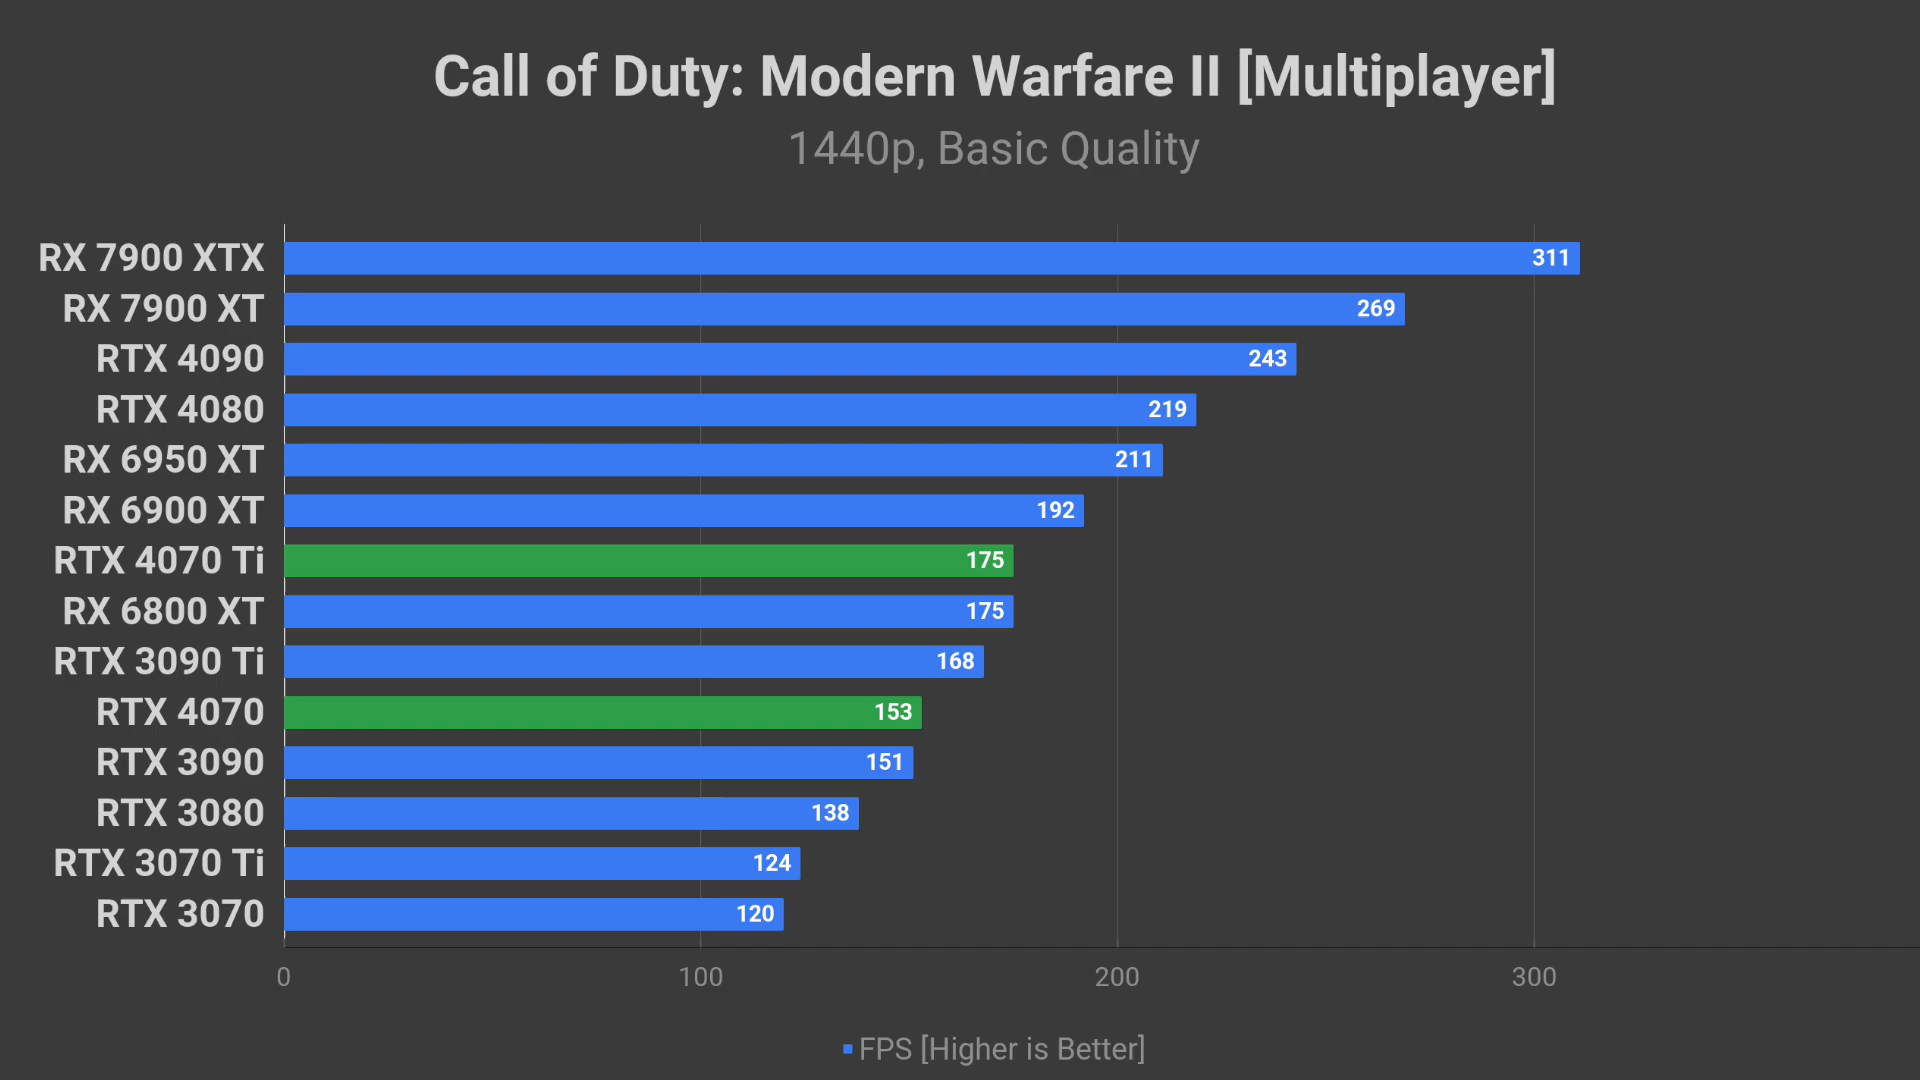 Call of Duty: Modern Warfare II [Multiplayer]
1440p, Basic Quality
RX 7900 XTX 311
RX 7900 XT 269
RTX 4090 243
RTX 4080 219
RX 6950 XT 211
RX 6900 XT 192
RTX 4070 Ti 175
RX 6800 XT 175
RTX 3090 Ti 168
RTX 4070 153
RTX 3090 151
RTX 3080 138
RTX 3070 Ti 124
RTX 3070 120
0 100 200 300
FPS [Higher is Better]